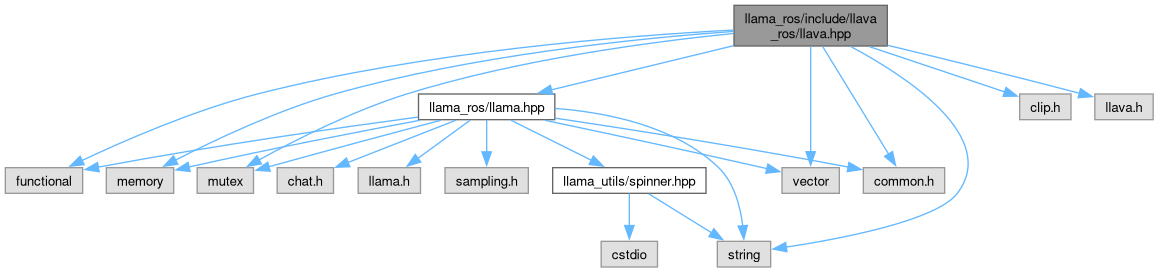 llama_ros/include/llava
_ros/llava.hpp
llama_ros/llama.hpp
clip.h
llava.h
functional
memory
mutex
chat.h
llama.h
sampling.h
llama_utils/spinner.hpp
vector
common.h
cstdio
string